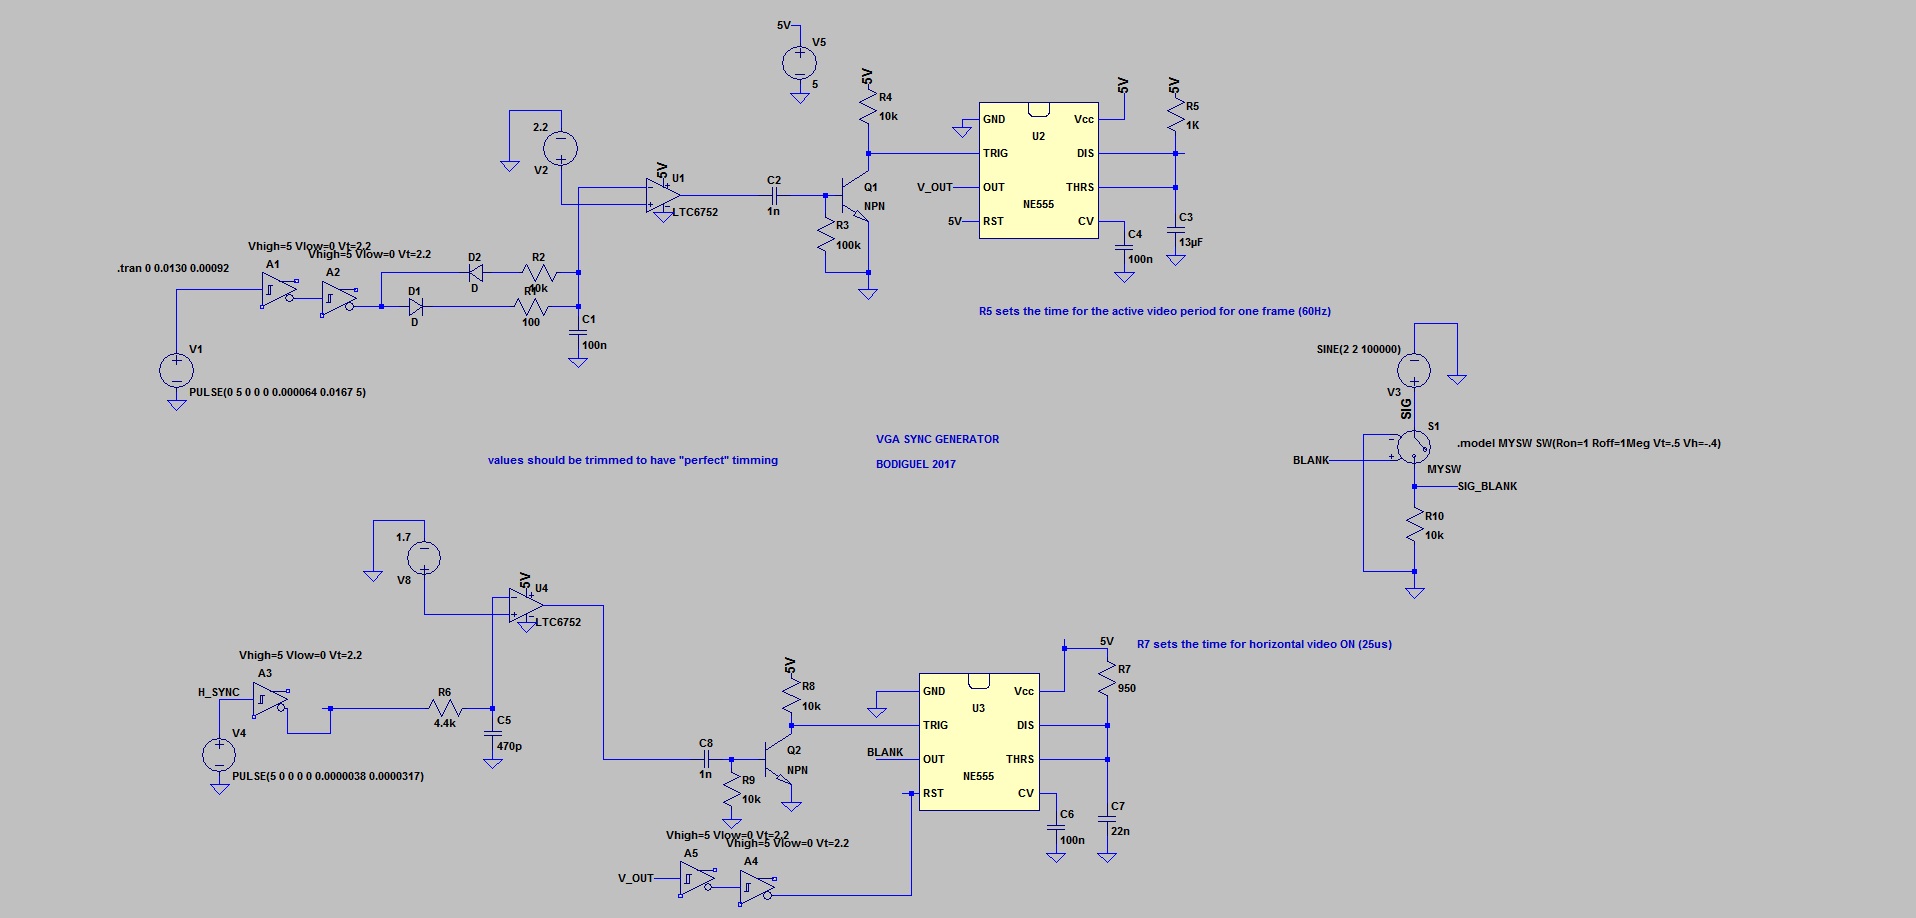 5V
V5
5
5V
R4
10k
5V
5V
R5
1K
GND
Vcc
U2
TRIG
DIS
V_OUT
OUT
THRS
NE555
5V
RST
CV
C4
100n
C3
13µF
2.2
V2
5V
U1
LTC6752
C2
1n
Q1
NPN
R3
100k
Vhigh=5 Vlow=0 Vt=2.2
Vhigh=5 Vlow=0 Vt=2.2
.tran 0 0.0130 0.00092
A1
A2
D2
D
R2
D1
D
R1
100
C1
100n
V1
PULSE(0 5 0 0 0 0.000064 0.0167 5)
R5 sets the time for the active video period for one frame (60Hz)
SINE(2 2 100000)
V3
SIG
S1
.model MYSW SW(Ron=1 Roff=1Meg Vt=.5 Vh=-.4)
BLANK
MYSW
SIG_BLANK
R10
10k
VGA SYNC GENERATOR
BODIGUEL 2017
values should be trimmed to have "perfect" timming
1.7
V8
5V
U4
LTC6752
Vhigh=5 Vlow=0 Vt=2.2
A3
H_SYNC
R6
4.4k
C5
470p
V4
PULSE(5 0 0 0 0 0.0000038 0.0000317)
5V
R8
10k
C8
1n
Q2
NPN
R9
10k
5V
R7 sets the time for horizontal video ON (25us)
R7
950
GND
Vcc
U3
TRIG
DIS
BLANK
OUT
THRS
NE555
RST
CV
C6
100n
C7
22n
Vhigh=5 Vlow=0 Vt=2.2
Vhigh=5 Vlow=0 Vt=2.2
A5
A4
V_OUT